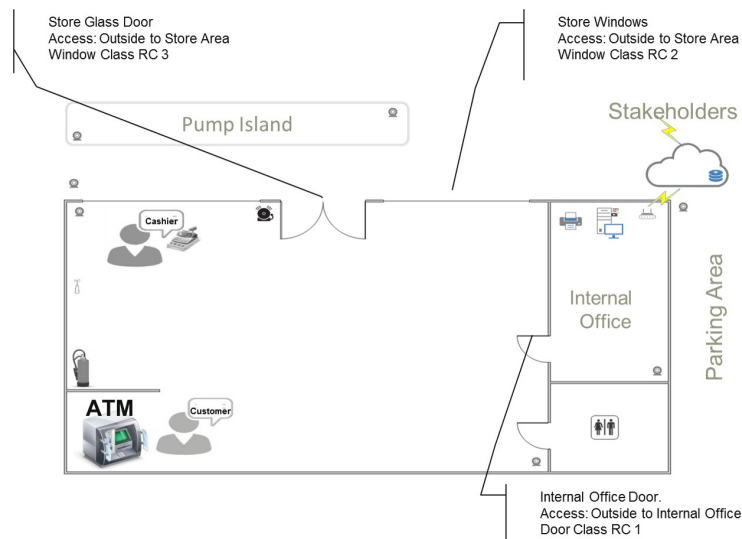 Store Glass Door
Access: Outside to Store Area
Window Class RC 3
Store Windows
Access: Outside to Store Area
Window Class RC 2
Pump Island
Stakeholders
Cashier
Internal
Office
Parking Area
ATM
Customer
Internal Office Door.
Access: Outside to Internal Office
Door Class RC 1